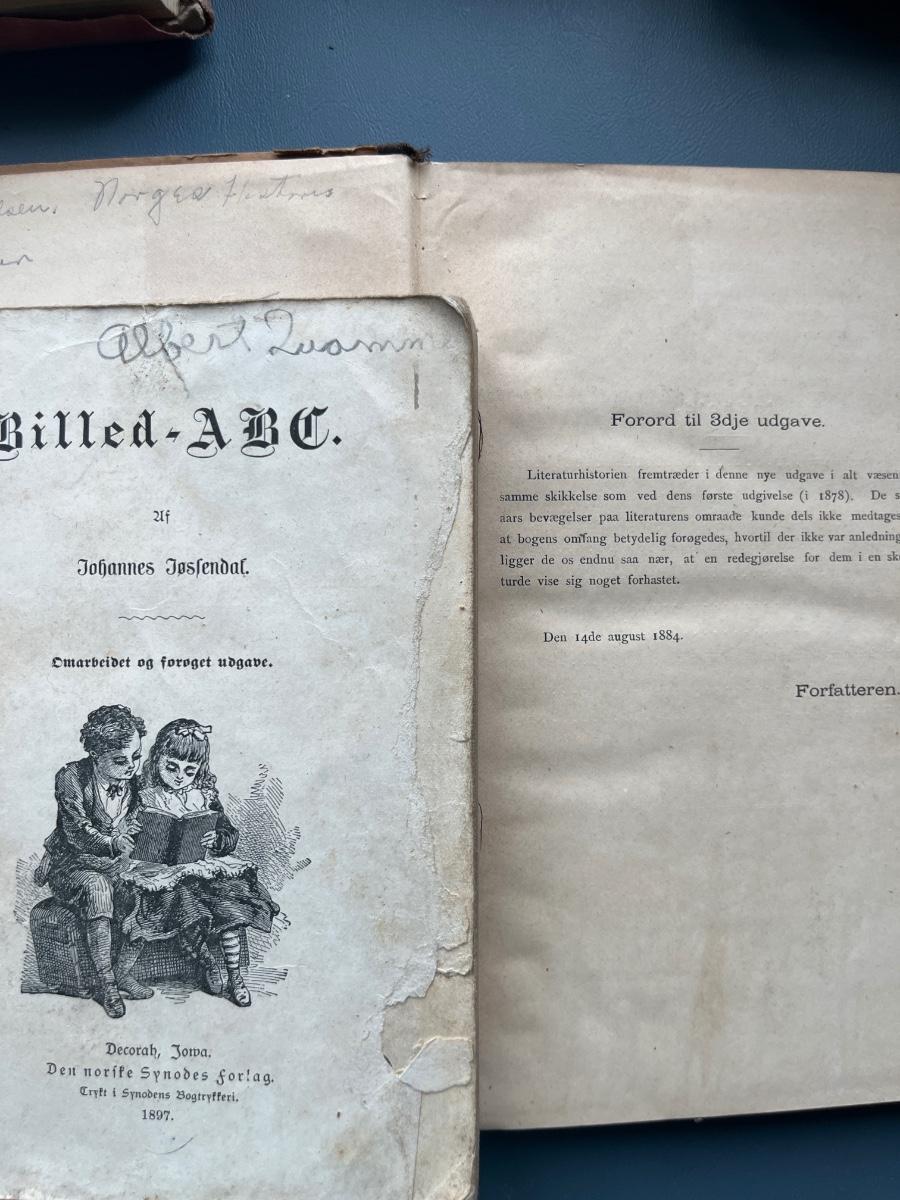 Norges
Albert Quamme
Billed-ABC.
Af
Johannes Jøssendal.
Omarbeidet og forøget udgave.
Decorah, Iowa.
Den norske Synodes Forlag.
Trykt i Synodens Bogtrykkeri.
1897.
Forord til 3dje udgave.
Literaturhistorien fremtræder i denne nye udgave i alt væsen
samme skikkelse som ved dens første udgivelse (i 1878). De s
aars bevægelser paa literaturens omraade kunde dels ikke medtages
at bogens omfang betydelig forøgedes, hvortil der ikke var anledning
ligger de os endnu saa nær, at en redegjørelse for dem i en sk
turde vise sig noget forhastet.
Den 14de august 1884.
Forfatteren.